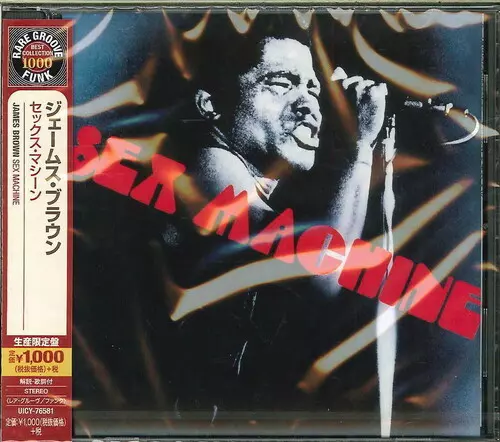 RARE GROOVE
BEST
COLLECTION
1000
FUNK
ジェームス・ブラウン
セックス・マシーン
JAMES BROWN SEX MACHINE
生産限定盤
定価¥1,000
(税抜価格)+税
解説・歌詞付
STEREO
(レア・グルーヴ/ファンク)
UICY-76581
定価:¥1,000(税抜価格)
+税
SEX MACHINE